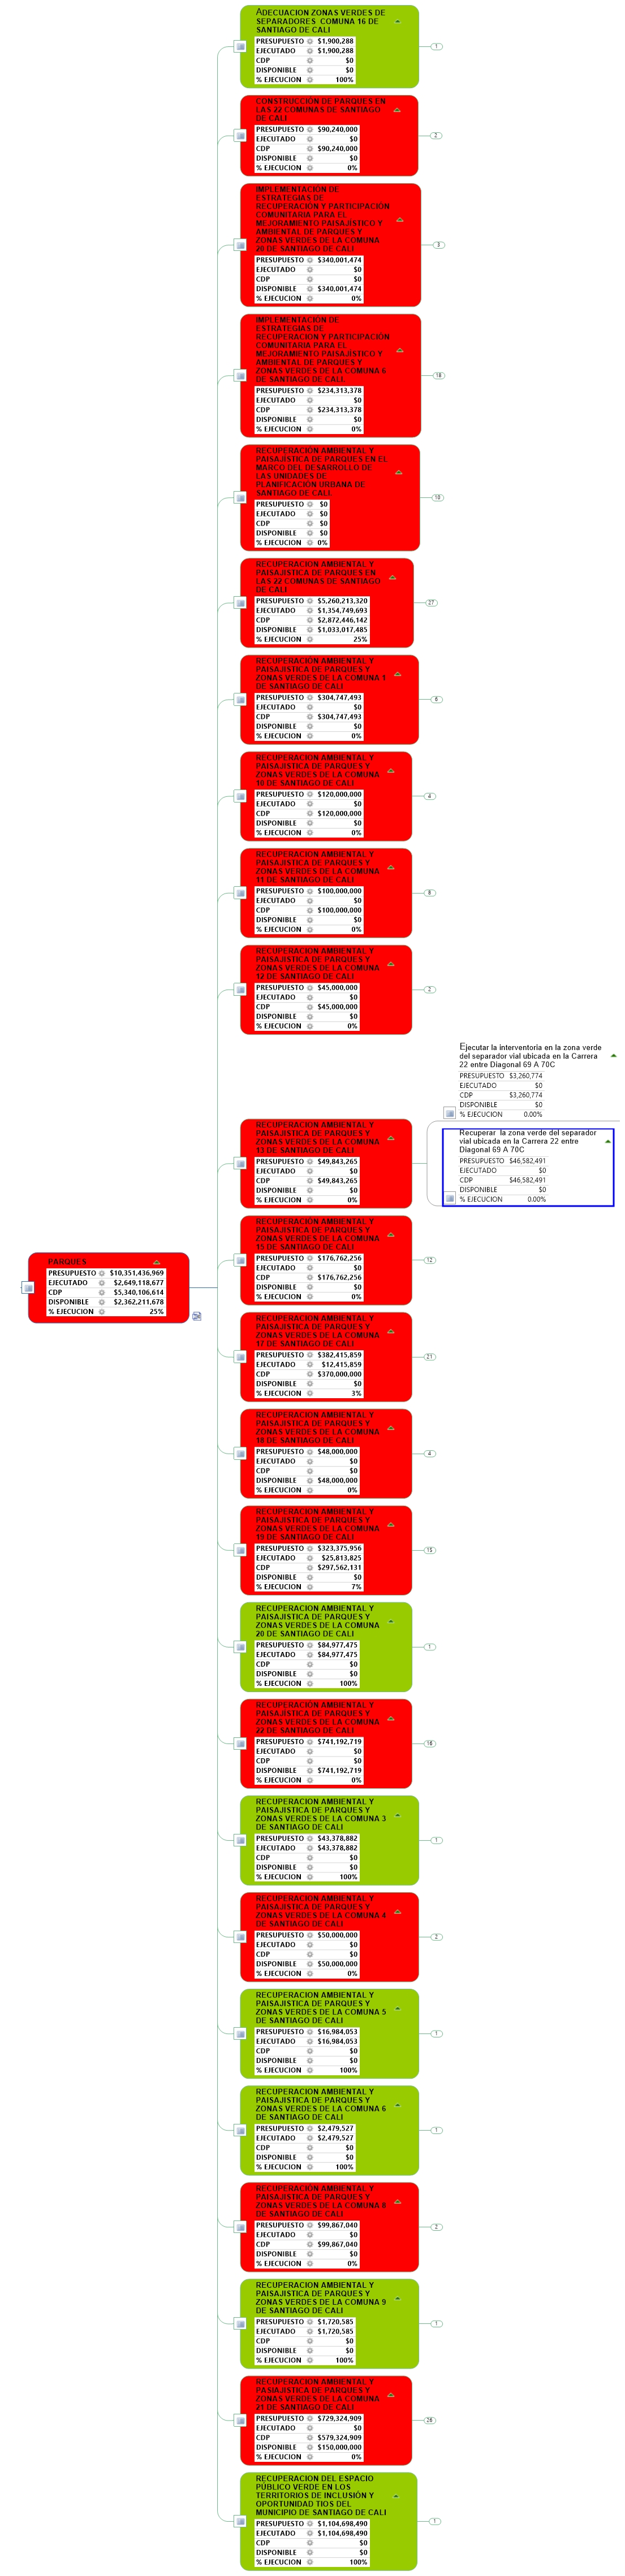 ADECUACION ZONAS VERDES DE
SEPARADORES COMUNA 16 DE
SANTIAGO DE CALI
PRESUPUESTO $1,900,288
EJECUTADO $1,900,288
CDP $0
DISPONIBLE $0
% EJECUCION 100%
1
CONSTRUCCIÓN DE PARQUES EN
LAS 22 COMUNAS DE SANTIAGO
DE CALI
PRESUPUESTO $90,240,000
EJECUTADO $0
CDP $90,240,000
DISPONIBLE $0
% EJECUCION 0%
2
IMPLEMENTACIÓN DE
ESTRATEGIAS DE
RECUPERACIÓN Y PARTICIPACIÓN
COMUNITARIA PARA EL
MEJORAMIENTO PAISAJÍSTICO Y
AMBIENTAL DE PARQUES Y
ZONAS VERDES DE LA COMUNA
20 DE SANTIAGO DE CALI
PRESUPUESTO $340,001,474
EJECUTADO $0
CDP $0
DISPONIBLE $340,001,474
% EJECUCION 0%
3
IMPLEMENTACIÓN DE
ESTRATEGIAS DE
RECUPERACION Y PARTICIPACIÓN
COMUNITARIA PARA EL
MEJORAMIENTO PAISAJÍSTICO Y
AMBIENTAL DE PARQUES Y
ZONAS VERDES DE LA COMUNA 6
DE SANTIAGO DE CALI.
PRESUPUESTO $234,313,378
EJECUTADO $0
CDP $234,313,378
DISPONIBLE $0
% EJECUCION 0%
18
RECUPERACIÓN AMBIENTAL Y
PAISAJÍSTICA DE PARQUES EN EL
MARCO DEL DESARROLLO DE
LAS UNIDADES DE
PLANIFICACIÓN URBANA DE
SANTIAGO DE CALI.
PRESUPUESTO $0
EJECUTADO $0
CDP $0
DISPONIBLE $0
% EJECUCION 0%
10
RECUPERACION AMBIENTAL Y
PAISAJISTICA DE PARQUES EN
LAS 22 COMUNAS DE SANTIAGO
DE CALI
PRESUPUESTO $5,260,213,320
EJECUTADO $1,354,749,693
CDP $2,872,446,142
DISPONIBLE $1,033,017,485
% EJECUCION 25%
27
RECUPERACIÓN AMBIENTAL Y
PAISAJISTICA DE PARQUES Y
ZONAS VERDES DE LA COMUNA 1
DE SANTIAGO DE CALI
PRESUPUESTO $304,747,493
EJECUTADO $0
CDP $304,747,493
DISPONIBLE $0
% EJECUCION 0%
6
RECUPERACION AMBIENTAL Y
PAISAJISTICA DE PARQUES Y
ZONAS VERDES DE LA COMUNA
10 DE SANTIAGO DE CALI
PRESUPUESTO $120,000,000
EJECUTADO $0
CDP $120,000,000
DISPONIBLE $0
% EJECUCION 0%
4
RECUPERACION AMBIENTAL Y
PAISAJISTICA DE PARQUES Y
ZONAS VERDES DE LA COMUNA
11 DE SANTIAGO DE CALI
PRESUPUESTO $100,000,000
EJECUTADO $0
CDP $100,000,000
DISPONIBLE $0
% EJECUCION 0%
8
RECUPERACION AMBIENTAL Y
PAISAJISTICA DE PARQUES Y
ZONAS VERDES DE LA COMUNA
12 DE SANTIAGO DE CALI
PRESUPUESTO $45,000,000
EJECUTADO $0
CDP $45,000,000
DISPONIBLE $0
% EJECUCION 0%
2
RECUPERACION AMBIENTAL Y
PAISAJISTICA DE PARQUES Y
ZONAS VERDES DE LA COMUNA
13 DE SANTIAGO DE CALI
PRESUPUESTO $49,843,265
EJECUTADO $0
CDP $49,843,265
DISPONIBLE $0
% EJECUCION 0%
Ejecutar la interventoría en la zona verde
del separador vial ubicada en la Carrera
22 entre Diagonal 69 A 70C
PRESUPUESTO $3,260,774
EJECUTADO $0
CDP $3,260,774
DISPONIBLE $0
% EJECUCION 0.00%
Recuperar la zona verde del separador
vial ubicada en la Carrera 22 entre
Diagonal 69 A 70C
PRESUPUESTO $46,582,491
EJECUTADO $0
CDP $46,582,491
DISPONIBLE $0
% EJECUCION 0.00%
RECUPERACION AMBIENTAL Y
PAISAJISTICA DE PARQUES Y
ZONAS VERDES DE LA COMUNA
15 DE SANTIAGO DE CALI
PRESUPUESTO $176,762,256
EJECUTADO $0
CDP $176,762,256
DISPONIBLE $0
% EJECUCION 0%
12
PARQUES
PRESUPUESTO $10,351,436,969
EJECUTADO $2,649,118,677
CDP $5,340,106,614
DISPONIBLE $2,362,211,678
% EJECUCION 25%
RECUPERACION AMBIENTAL Y
PAISAJISTICA DE PARQUES Y
ZONAS VERDES DE LA COMUNA
17 DE SANTIAGO DE CALI
PRESUPUESTO $382,415,859
EJECUTADO $12,415,859
CDP $370,000,000
DISPONIBLE $0
% EJECUCION 3%
21
RECUPERACION AMBIENTAL Y
PAISAJISTICA DE PARQUES Y
ZONAS VERDES DE LA COMUNA
18 DE SANTIAGO DE CALI
PRESUPUESTO $48,000,000
EJECUTADO $0
CDP $0
DISPONIBLE $48,000,000
% EJECUCION 0%
4
RECUPERACION AMBIENTAL Y
PAISAJISTICA DE PARQUES Y
ZONAS VERDES DE LA COMUNA
19 DE SANTIAGO DE CALI
PRESUPUESTO $323,375,956
EJECUTADO $25,813,825
CDP $297,562,131
DISPONIBLE $0
% EJECUCION 7%
15
RECUPERACION AMBIENTAL Y
PAISAJISTICA DE PARQUES Y
ZONAS VERDES DE LA COMUNA
20 DE SANTIAGO DE CALI
PRESUPUESTO $84,977,475
EJECUTADO $84,977,475
CDP $0
DISPONIBLE $0
% EJECUCION 100%
1
RECUPERACION AMBIENTAL Y
PAISAJISTICA DE PARQUES Y
ZONAS VERDES DE LA COMUNA
22 DE SANTIAGO DE CALI
PRESUPUESTO $741,192,719
EJECUTADO $0
CDP $0
DISPONIBLE $741,192,719
% EJECUCION 0%
16
RECUPERACION AMBIENTAL Y
PAISAJISTICA DE PARQUES Y
ZONAS VERDES DE LA COMUNA 3
DE SANTIAGO DE CALI
PRESUPUESTO $43,378,882
EJECUTADO $43,378,882
CDP $0
DISPONIBLE $0
% EJECUCION 100%
1
RECUPERACION AMBIENTAL Y
PAISAJISTICA DE PARQUES Y
ZONAS VERDES DE LA COMUNA 4
DE SANTIAGO DE CALI
PRESUPUESTO $50,000,000
EJECUTADO $0
CDP $0
DISPONIBLE $50,000,000
% EJECUCION 0%
2
RECUPERACION AMBIENTAL Y
PAISAJISTICA DE PARQUES Y
ZONAS VERDES DE LA COMUNA 5
DE SANTIAGO DE CALI
PRESUPUESTO $16,984,053
EJECUTADO $16,984,053
CDP $0
DISPONIBLE $0
% EJECUCION 100%
1
RECUPERACION AMBIENTAL Y
PAISAJISTICA DE PARQUES Y
ZONAS VERDES DE LA COMUNA 6
DE SANTIAGO DE CALI
PRESUPUESTO $2,479,527
EJECUTADO $2,479,527
CDP $0
DISPONIBLE $0
% EJECUCION 100%
1
RECUPERACION AMBIENTAL Y
PAISAJISTICA DE PARQUES Y
ZONAS VERDES DE LA COMUNA 8
DE SANTIAGO DE CALI
PRESUPUESTO $99,867,040
EJECUTADO $0
CDP $99,867,040
DISPONIBLE $0
% EJECUCION 0%
2
RECUPERACION AMBIENTAL Y
PAISAJISTICA DE PARQUES Y
ZONAS VERDES DE LA COMUNA 9
DE SANTIAGO DE CALI
PRESUPUESTO $1,720,585
EJECUTADO $1,720,585
CDP $0
DISPONIBLE $0
% EJECUCION 100%
1
RECUPERACION AMBIENTAL Y
PASIAJISTICA DE PARQUES Y
ZONAS VERDES DE LA COMUNA
21 DE SANTIAGO DE CALI
PRESUPUESTO $729,324,909
EJECUTADO $0
CDP $579,324,909
DISPONIBLE $150,000,000
% EJECUCION 0%
26
RECUPERACION DEL ESPACIO
PÚBLICO VERDE EN LOS
TERRITORIOS DE INCLUSIÓN Y
OPORTUNIDAD TIOS DEL
MUNICIPIO DE SANTIAGO DE CALI
PRESUPUESTO $1,104,698,490
EJECUTADO $1,104,698,490
CDP $0
DISPONIBLE $0
% EJECUCION 100%
1